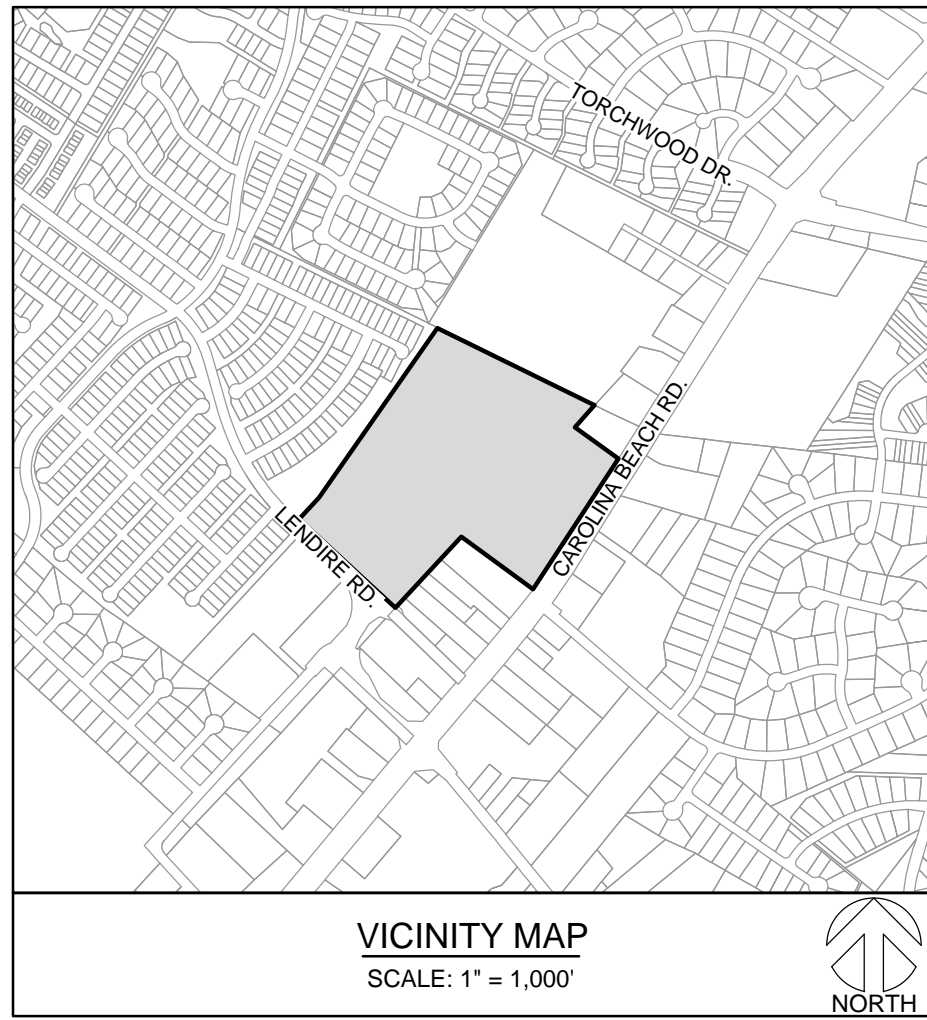 TORCHWOOD DR.
CAROLINA BEACH RD.
LENDIRE RD.
VICINITY MAP
SCALE: 1" = 1,000'
NORTH